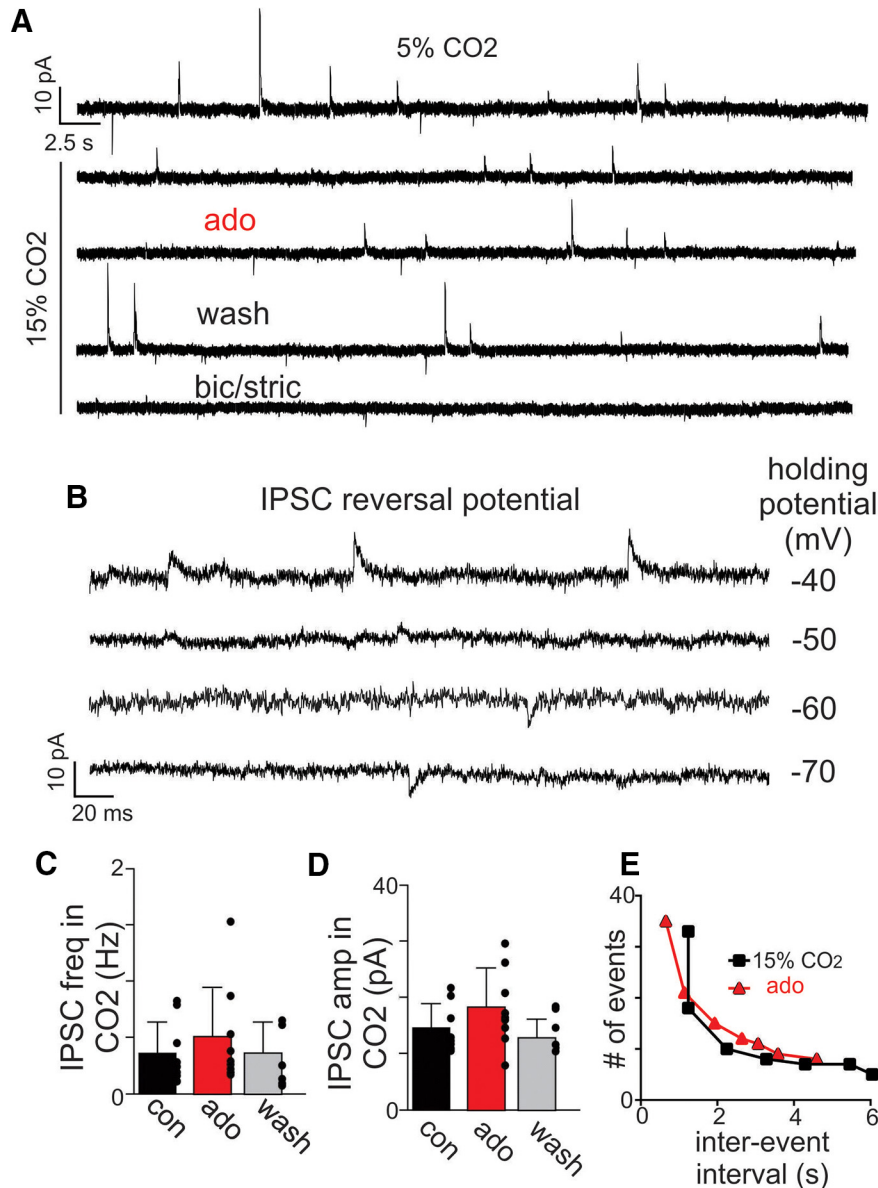 A
5% CO2
10 pA
2.5 s
15% CO2
ado
wash
bic/stric
B
IPSC reversal potential
holding
potential
(mV)
-40
-50
-60
-70
10 pA
20 ms
C
IPSC freq in
CO2 (Hz)
2
0
con
ado
wash
D
IPSC amp in
CO2 (pA)
40
0
con
ado
wash
E
# of events
40
0
15% CO2
ado
0
2
4
6
inter-event
interval (s)